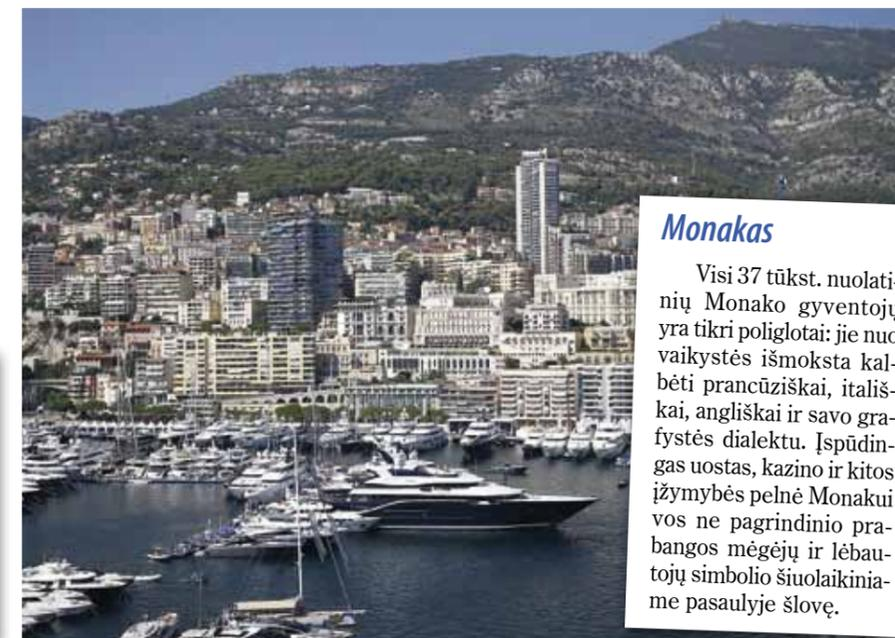 Monakas
Visi 37 tūkst. nuolati-
nių Monako gyventojų
yra tikri poliglotai: jie nuo
vaikystės išmoksta kal-
bėti prancūziškai, itališ-
kai, angliškai ir savo gra-
fystės dialektu. Įspūdin-
gas uostas, kazino ir kitos
įžymybės pelnė Monakui
vos ne pagrindinio pra-
bangos mėgėjų ir lėbau-
tojų simbolio šiuolaikinia-
me pasaulyje šlovę.